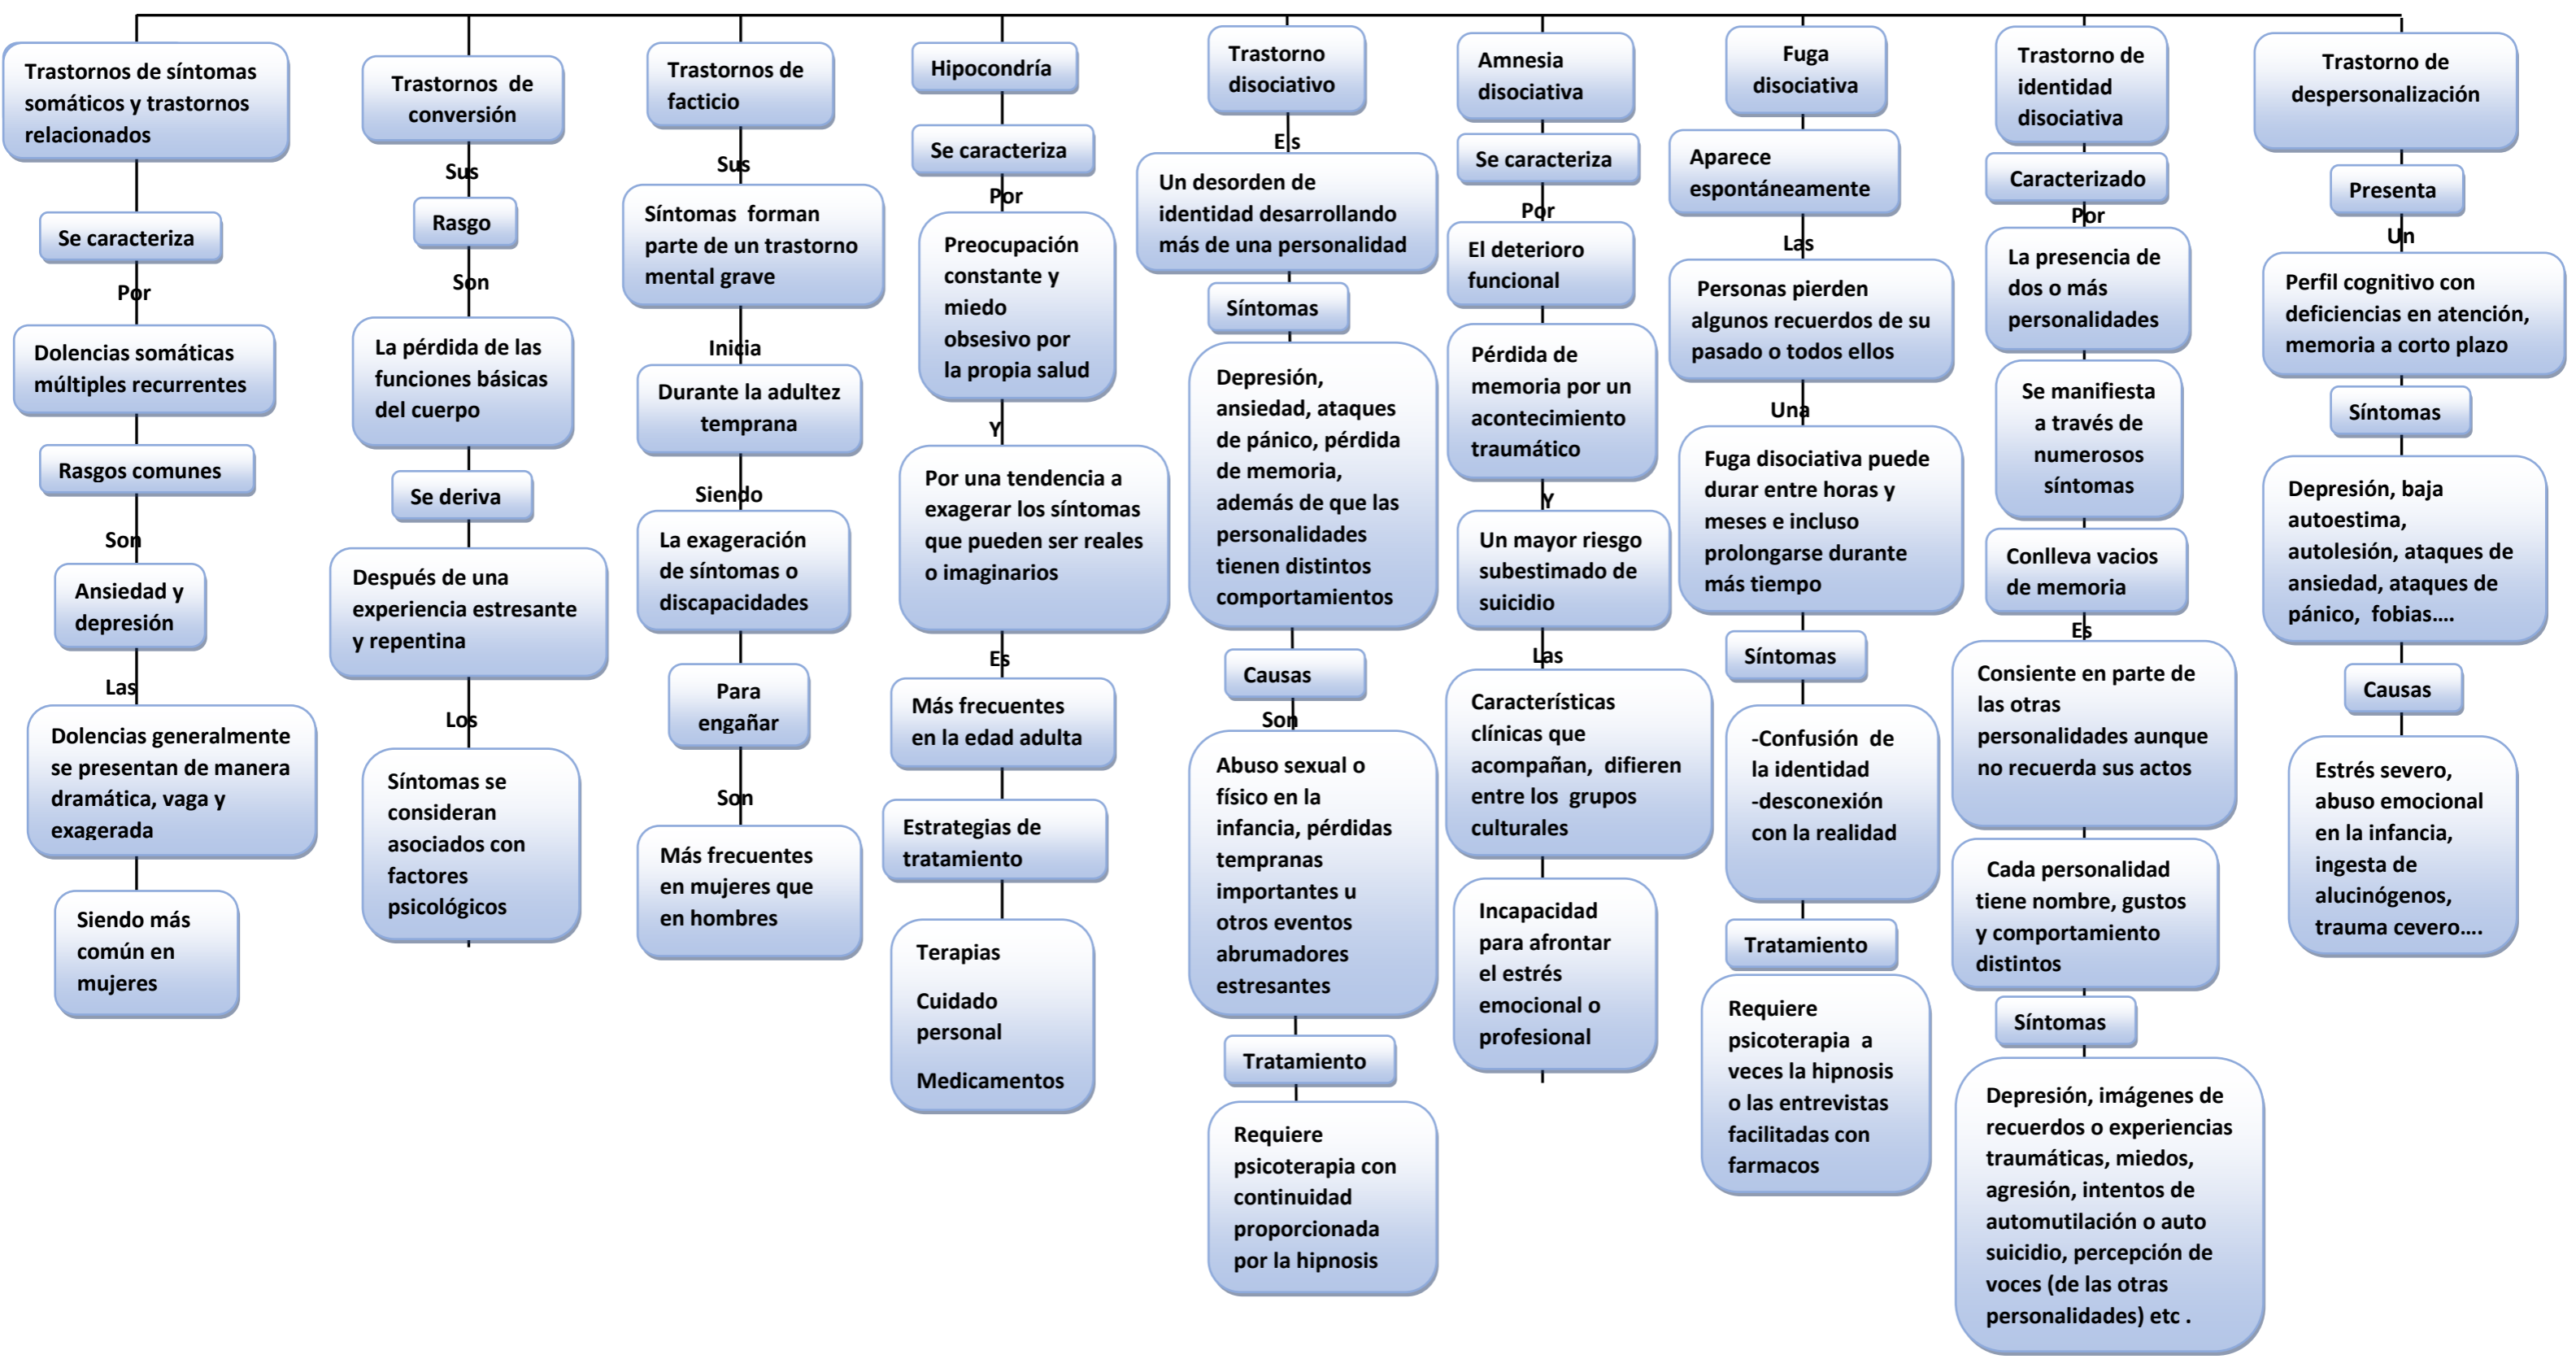 Trastornos de síntomas
somáticos y trastornos
relacionados
Se caracteriza
Por
Dolencias somáticas
múltiples recurrentes
Rasgos comunes
Son
Ansiedad y
depresión
Las
Dolencias generalmente
se presentan de manera
dramática, vaga y
exagerada
Siendo más
común en
mujeres
Trastornos de
conversión
Sus
Rasgo
Son
La pérdida de las
funciones básicas
del cuerpo
Se deriva
Después de una
experiencia estresante
y repentina
Los
Síntomas se
consideran
asociados con
factores
psicológicos
Trastornos de
facticio
Sus
Síntomas forman
parte de un trastorno
mental grave
Inicia
Durante la adultez
temprana
Siendo
La exageración
de síntomas o
discapacidades
Para
engañar
Son
Más frecuentes
en mujeres que
en hombres
Hipocondría
Se caracteriza
Por
Preocupación
constante y
miedo
obsesivo por
la propia salud
Y
Por una tendencia a
exagerar los síntomas
que pueden ser reales
o imaginarios
Es
Más frecuentes
en la edad adulta
Estrategias de
tratamiento
Terapias
Cuidado
personal
Medicamentos
Trastorno
disociativo
Es
Un desorden de
identidad desarrollando
más de una personalidad
Síntomas
Depresión,
ansiedad, ataques
de pánico, pérdida
de memoria,
además de que las
personalidades
tienen distintos
comportamientos
Causas
Son
Abuso sexual o
físico en la
infancia, pérdidas
tempranas
importantes u
otros eventos
abrumadores
estresantes
Tratamiento
Requiere
psicoterapia con
continuidad
proporcionada
por la hipnosis
Amnesia
disociativa
Se caracteriza
Por
El deterioro
funcional
Pérdida de
memoria por un
acontecimiento
traumático
Y
Un mayor riesgo
subestimado de
suicidio
Las
Características
clínicas que
acompañan, difieren
entre los grupos
culturales
Incapacidad
para afrontar
el estrés
emocional o
profesional
Fuga
disociativa
Aparece
espontáneamente
Las
Personas pierden
algunos recuerdos de su
pasado o todos ellos
Una
Fuga disociativa puede
durar entre horas y
meses e incluso
prolongarse durante
más tiempo
Síntomas
-Confusión de
la identidad
-desconexión
con la realidad
Tratamiento
Requiere
psicoterapia a
veces la hipnosis
o las entrevistas
facilitadas con
farmacos
Trastorno de
identidad
disociativa
Caracterizado
Por
La presencia de
dos o más
personalidades
Se manifiesta
a través de
numerosos
síntomas
Conlleva vacios
de memoria
Es
Consiente en parte de
las otras
personalidades aunque
no recuerda sus actos
Cada personalidad
tiene nombre, gustos
y comportamiento
distintos
Síntomas
Depresión, imágenes de
recuerdos o experiencias
traumáticas, miedos,
agresión, intentos de
automutilación o auto
suicidio, percepción de
voces (de las otras
personalidades) etc .
Trastorno de
despersonalización
Presenta
Un
Perfil cognitivo con
deficiencias en atención,
memoria a corto plazo
Síntomas
Depresión, baja
autoestima,
autolesión, ataques de
ansiedad, ataques de
pánico, fobias....
Causas
Estrés severo,
abuso emocional
en la infancia,
ingesta de
alucinógenos,
trauma cevero....